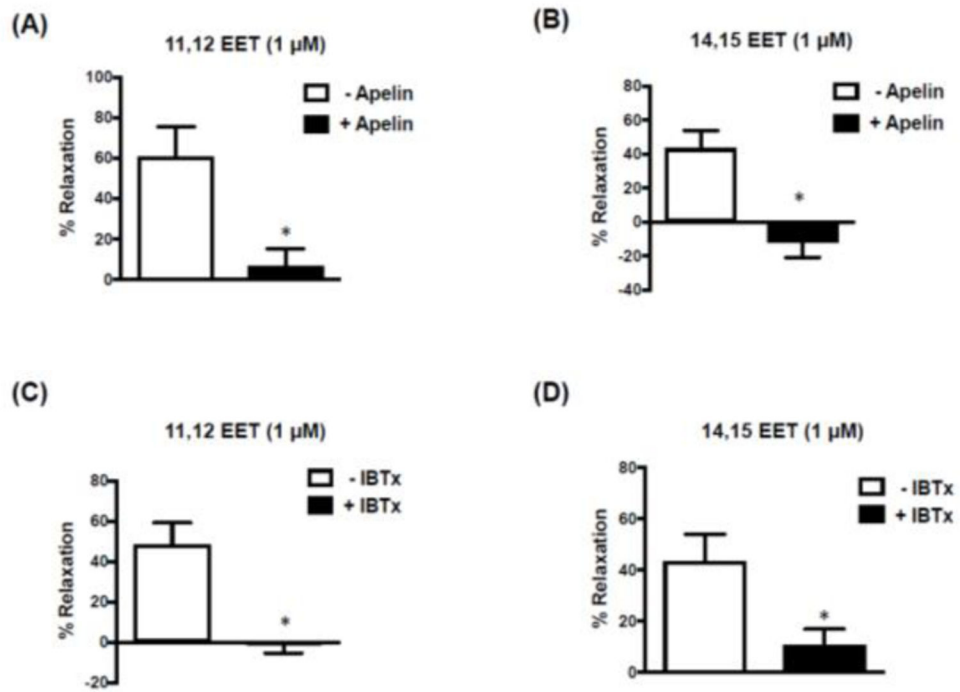 (A)
11,12 EET (1 µM)
- Apelin
+ Apelin
% Relaxation
100
80
60
40
20
0
*
(B)
14,15 EET (1 µM)
- Apelin
+ Apelin
% Relaxation
80
60
40
20
0
-20
-40
*
(C)
11,12 EET (1 µM)
- IBTx
+ IBTx
% Relaxation
80
60
40
20
0
-20
*
(D)
14,15 EET (1 µM)
- IBTx
+ IBTx
% Relaxation
80
60
40
20
0
*